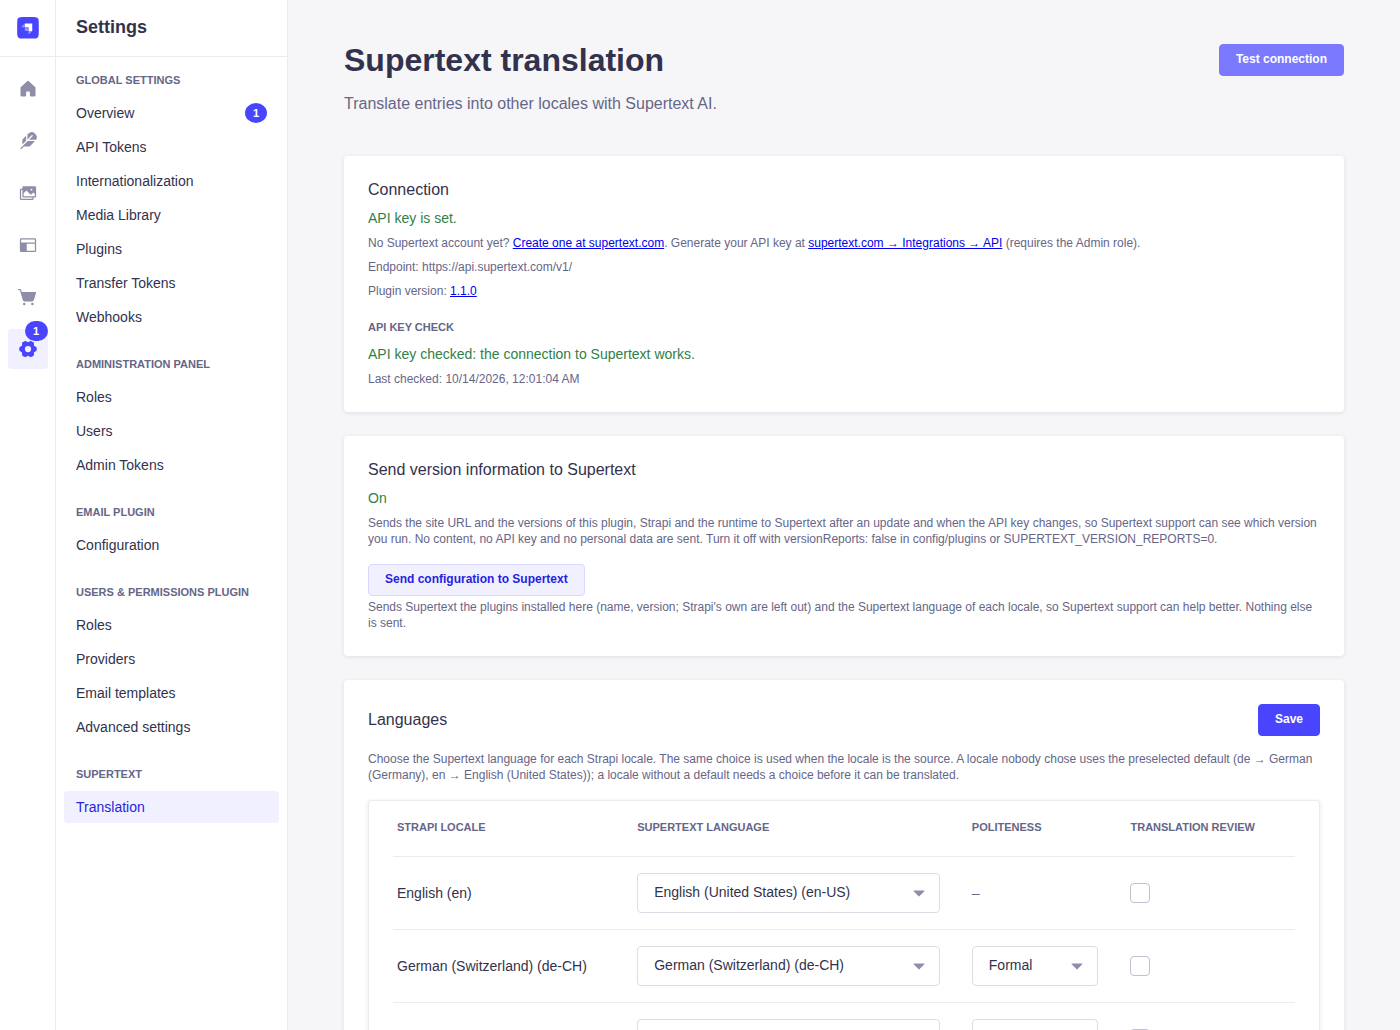 Settings
GLOBAL SETTINGS
Overview
1
API Tokens
Internationalization
Media Library
Plugins
Transfer Tokens
Webhooks
1
ADMINISTRATION PANEL
Roles
Users
Admin Tokens
EMAIL PLUGIN
Configuration
USERS & PERMISSIONS PLUGIN
Roles
Providers
Email templates
Advanced settings
SUPERTEXT
Translation
Supertext translation
Test connection
Translate entries into other locales with Supertext AI.
Connection
API key is set.
No Supertext account yet? Create one at supertext.com. Generate your API key at supertext.com → Integrations → API (requires the Admin role).
Endpoint: https://api.supertext.com/v1/
Plugin version: 1.1.0
API KEY CHECK
API key checked: the connection to Supertext works.
Last checked: 10/14/2026, 12:01:04 AM
Send version information to Supertext
On
Sends the site URL and the versions of this plugin, Strapi and the runtime to Supertext after an update and when the API key changes, so Supertext support can see which version
you run. No content, no API key and no personal data are sent. Turn it off with versionReports: false in config/plugins or SUPERTEXT_VERSION_REPORTS=0.
Send configuration to Supertext
Sends Supertext the plugins installed here (name, version; Strapi's own are left out) and the Supertext language of each locale, so Supertext support can help better. Nothing else
is sent.
Languages
Save
Choose the Supertext language for each Strapi locale. The same choice is used when the locale is the source. A locale nobody chose uses the preselected default (de → German
(Germany), en → English (United States)); a locale without a default needs a choice before it can be translated.
STRAPI LOCALE
SUPERTEXT LANGUAGE
POLITENESS
TRANSLATION REVIEW
English (en)
English (United States) (en-US)
–
German (Switzerland) (de-CH)
German (Switzerland) (de-CH)
Formal